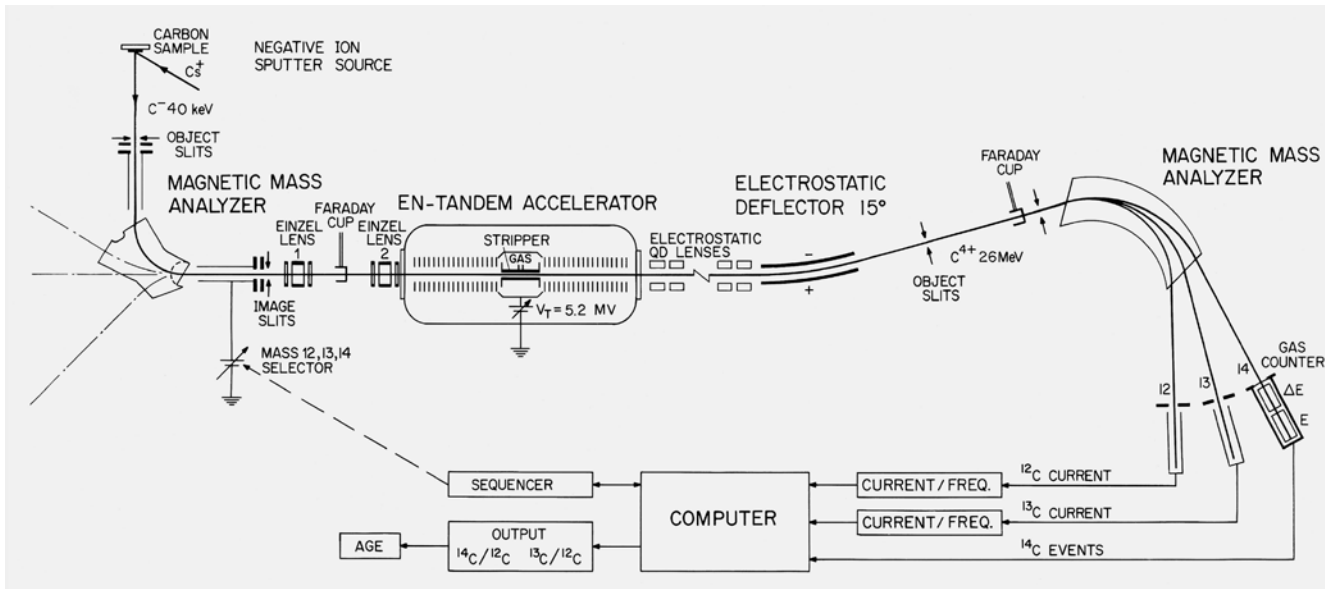 CARBON
SAMPLE
NEGATIVE ION
SPUTTER SOURCE
Cs+
C⁻ 40 keV
OBJECT
SLITS
MAGNETIC MASS
ANALYZER
EINZEL
LENS
1
FARADAY
CUP
EINZEL
LENS
2
EN-TANDEM ACCELERATOR
STRIPPER
GAS
V_T = 5.2 MV
IMAGE
SLITS
MASS 12,13,14
SELECTOR
ELECTROSTATIC
QD LENSES
ELECTROSTATIC
DEFLECTOR 15°
−
+
OBJECT
SLITS
C⁴⁺ 26 MeV
FARADAY
CUP
MAGNETIC MASS
ANALYZER
12
13
14
GAS
COUNTER
ΔE
E
SEQUENCER
COMPUTER
CURRENT/FREQ.
¹²C CURRENT
CURRENT/FREQ.
¹³C CURRENT
¹⁴C EVENTS
OUTPUT
¹⁴C/¹²C ¹³C/¹²C
AGE